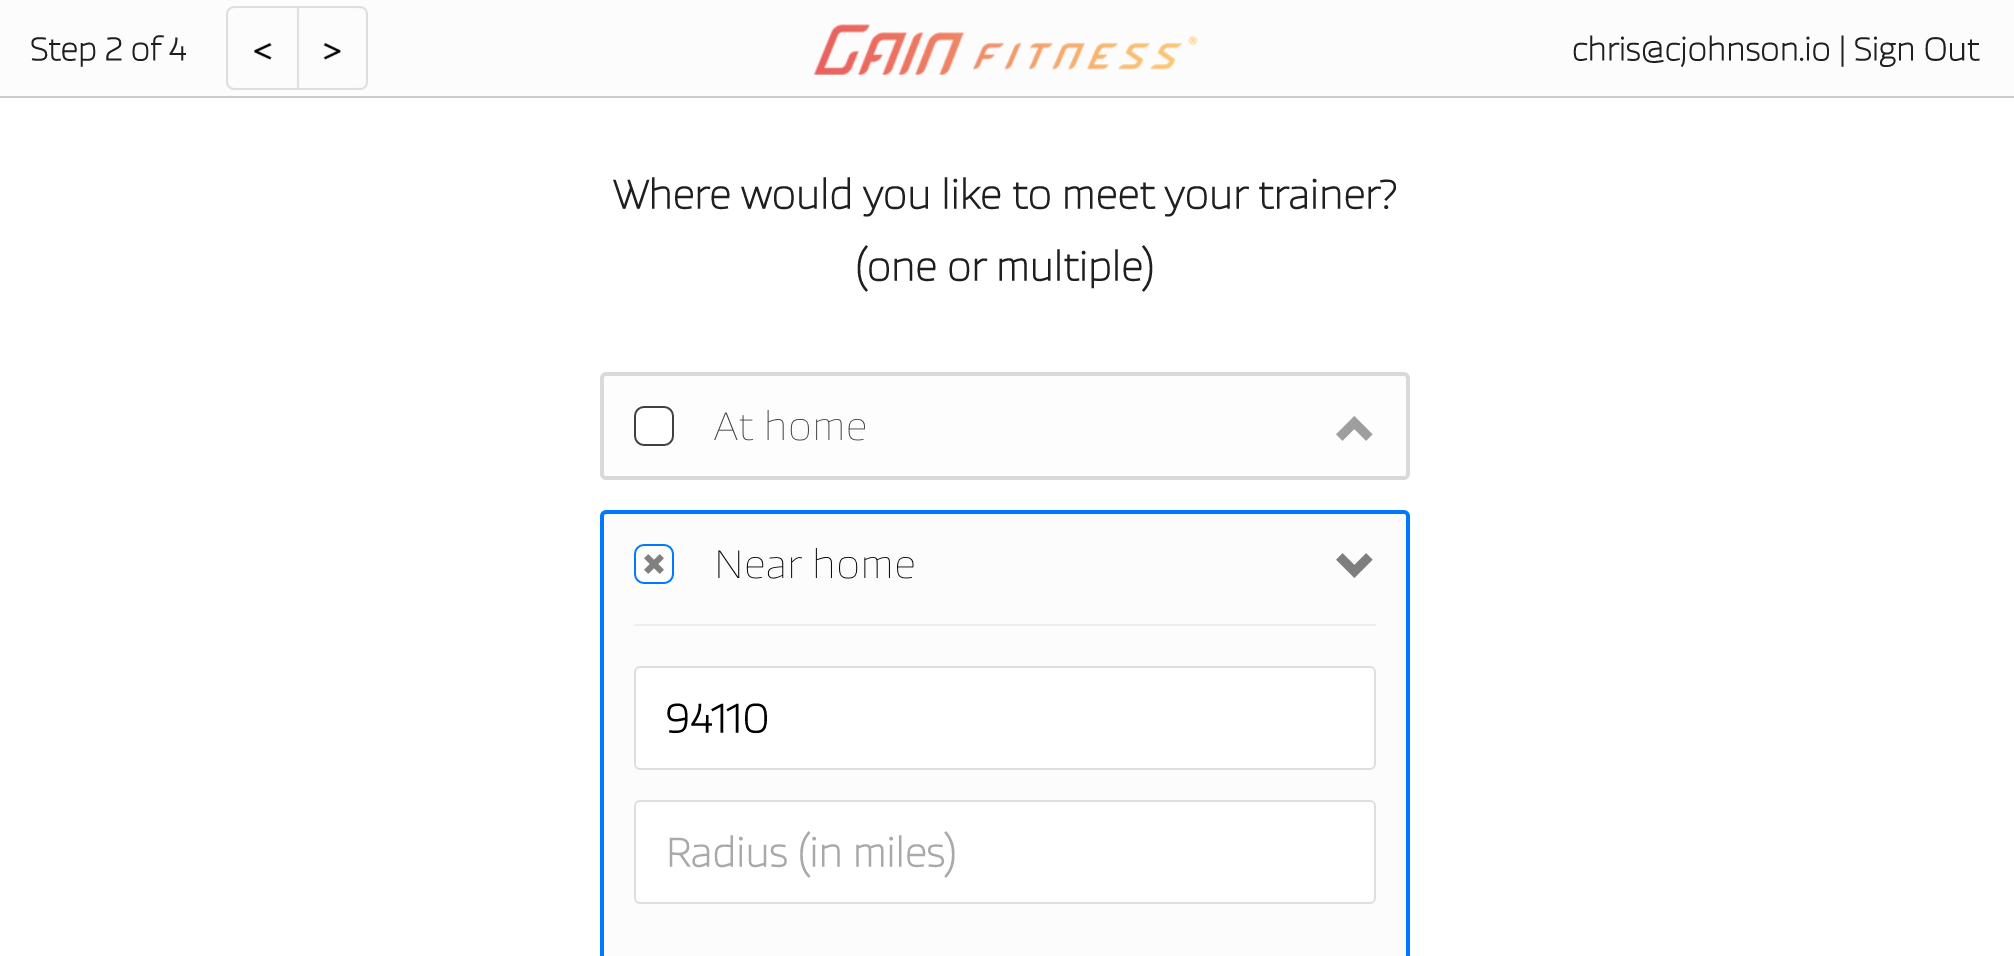 Step 2 of 4
< >
GAIN FITNESS®
chris@cjohnson.io | Sign Out
Where would you like to meet your trainer?
(one or multiple)
At home
Near home
94110
Radius (in miles)